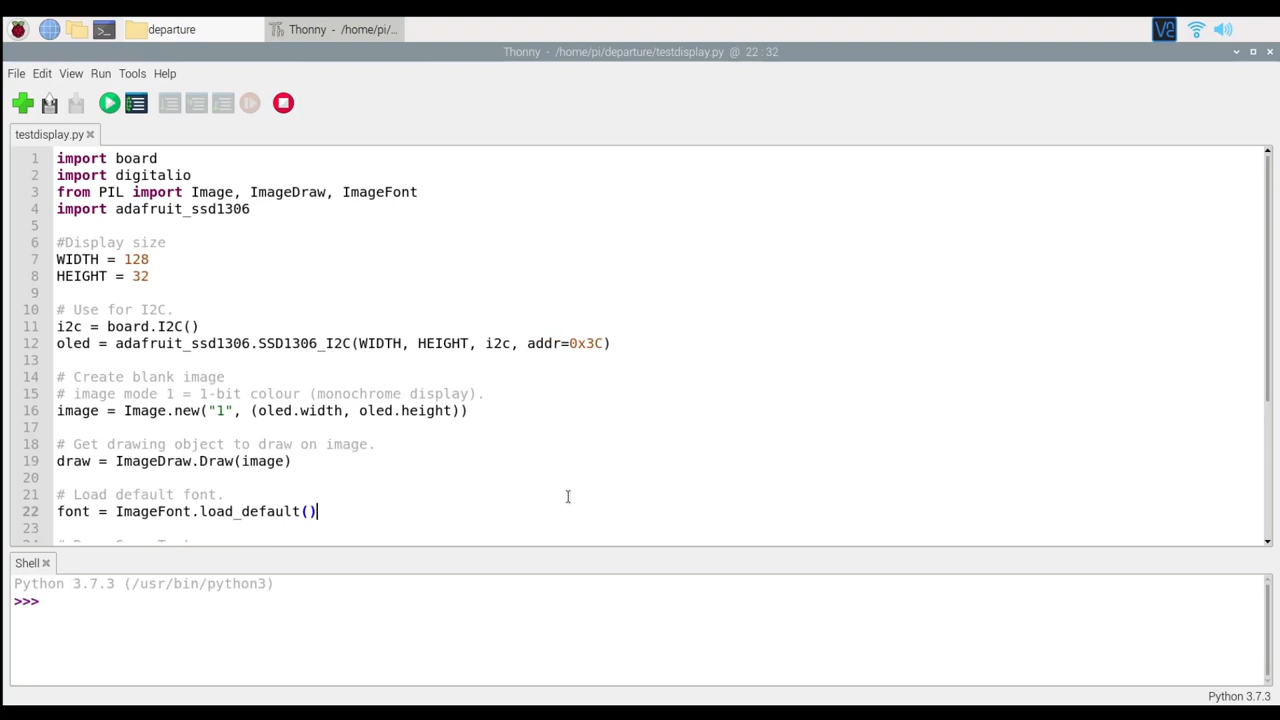 departure
Thonny - /home/pi/...
Thonny - /home/pi/departure/testdisplay.py @ 22 : 32
File Edit View Run Tools Help
testdisplay.py
1 import board
2 import digitalio
3 from PIL import Image, ImageDraw, ImageFont
4 import adafruit_ssd1306
5
6 #Display size
7 WIDTH = 128
8 HEIGHT = 32
9
10 # Use for I2C.
11 i2c = board.I2C()
12 oled = adafruit_ssd1306.SSD1306_I2C(WIDTH, HEIGHT, i2c, addr=0x3C)
13
14 # Create blank image
15 # image mode 1 = 1-bit colour (monochrome display).
16 image = Image.new("1", (oled.width, oled.height))
17
18 # Get drawing object to draw on image.
19 draw = ImageDraw.Draw(image)
20
21 # Load default font.
22 font = ImageFont.load_default()
23
Shell
Python 3.7.3 (/usr/bin/python3)
>>>
Python 3.7.3